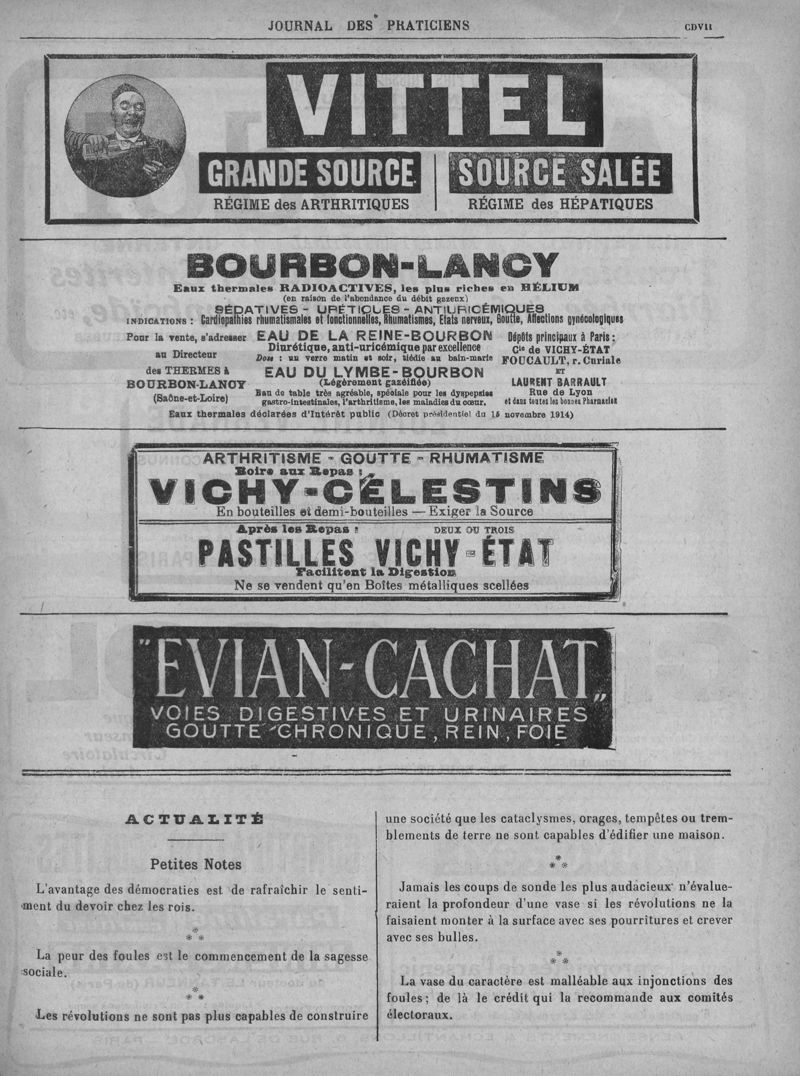 JOURNAL DES PRATICIENS
CDVII
VITTEL
GRANDE SOURCE
RÉGIME des ARTHRITIQUES
SOURCE SALÉE
RÉGIME des HÉPATIQUES
BOURBON-LANCY
Eaux thermales RADIOACTIVES, les plus riches en HÉLIUM
(en raison de l'abondance du débit gazeux)
SÉDATIVES - URÉTIQUES - ANTIURICÉMIQUES
INDICATIONS : Cardiopathies rhumatismales et fonctionnelles, Rhumatismes, Etats nerveux, Goutte, Affections gynécologiques
Pour la vente, s'adresser
au Directeur
des THERMES à
BOURBON-LANCY
(Saône-et-Loire)
EAU DE LA REINE-BOURBON
Diurétique, anti-uricémique par excellence
Dose : un verre matin et soir, tiédie au bain-marie
EAU DU LYMBE-BOURBON
(Légèrement gazéifiée)
Eau de table très agréable, spéciale pour les dyspepsies
gastro-intestinales, l'arthritisme, les maladies du cœur.
Dépôts principaux à Paris :
Cie de VICHY-ÉTAT
FOUCAULT, r. Curiale
ET
LAURENT BARRAULT
Rue de Lyon
et dans toutes les bonnes Pharmacies
Eaux thermales déclarées d'Intérêt public (Décret présidentiel du 15 novembre 1914)
ARTHRITISME - GOUTTE - RHUMATISME
Boire aux Repas :
VICHY-CÉLESTINS
En bouteilles et demi-bouteilles — Exiger la Source
Après les Repas :
DEUX OU TROIS
PASTILLES VICHY-ÉTAT
Facilitent la Digestion
Ne se vendent qu'en Boîtes métalliques scellées
"EVIAN-CACHAT„
VOIES DIGESTIVES ET URINAIRES
GOUTTE CHRONIQUE, REIN, FOIE
ACTUALITÉ
Petites Notes
L'avantage des démocraties est de rafraîchir le senti-
ment du devoir chez les rois.
*
* *
La peur des foules est le commencement de la sagesse
sociale.
*
* *
Les révolutions ne sont pas plus capables de construire
une société que les cataclysmes, orages, tempêtes ou trem-
blements de terre ne sont capables d'édifier une maison.
*
* *
Jamais les coups de sonde les plus audacieux n'évalue-
raient la profondeur d'une vase si les révolutions ne la
faisaient monter à la surface avec ses pourritures et crever
avec ses bulles.
*
* *
La vase du caractère est malléable aux injonctions des
foules ; de là le crédit qui la recommande aux comités
électoraux.